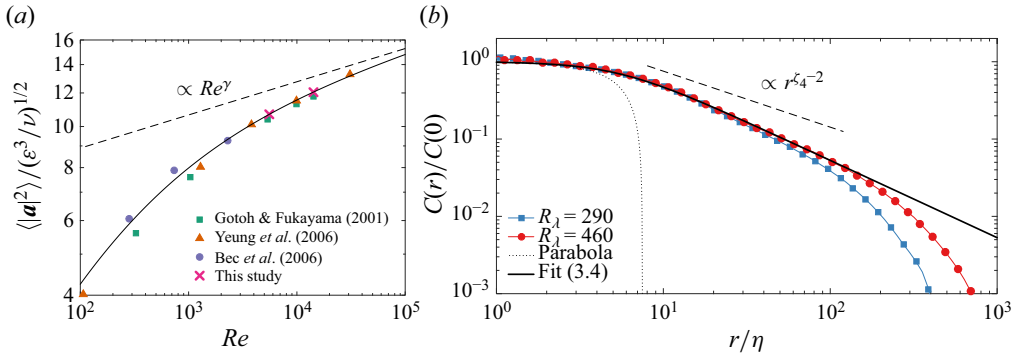 (a)
16
14
12
10
8
6
4
⟨|a|²⟩/(ε³/ν)^{1/2}
∝ Re^γ
Gotoh & Fukayama (2001)
Yeung et al. (2006)
Bec et al. (2006)
This study
10² 10³ 10⁴ 10⁵
Re
(b)
10⁰
10⁻¹
10⁻²
10⁻³
C(r)/C(0)
∝ r^{ζ₄−2}
R_λ = 290
R_λ = 460
Parabola
Fit (3.4)
10⁰ 10¹ 10² 10³
r/η